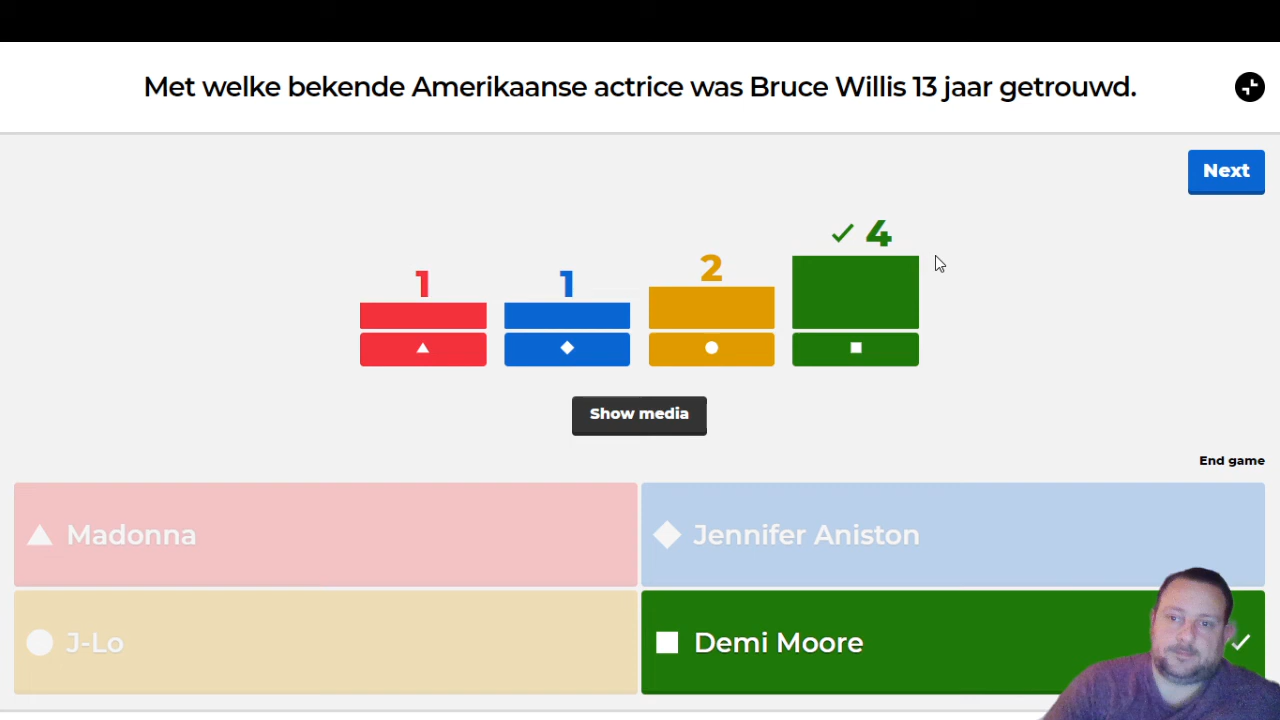 Met welke bekende Amerikaanse actrice was Bruce Willis 13 jaar getrouwd.
Next
1
1
2
4
Show media
End game
Madonna
Jennifer Aniston
J-Lo
Demi Moore